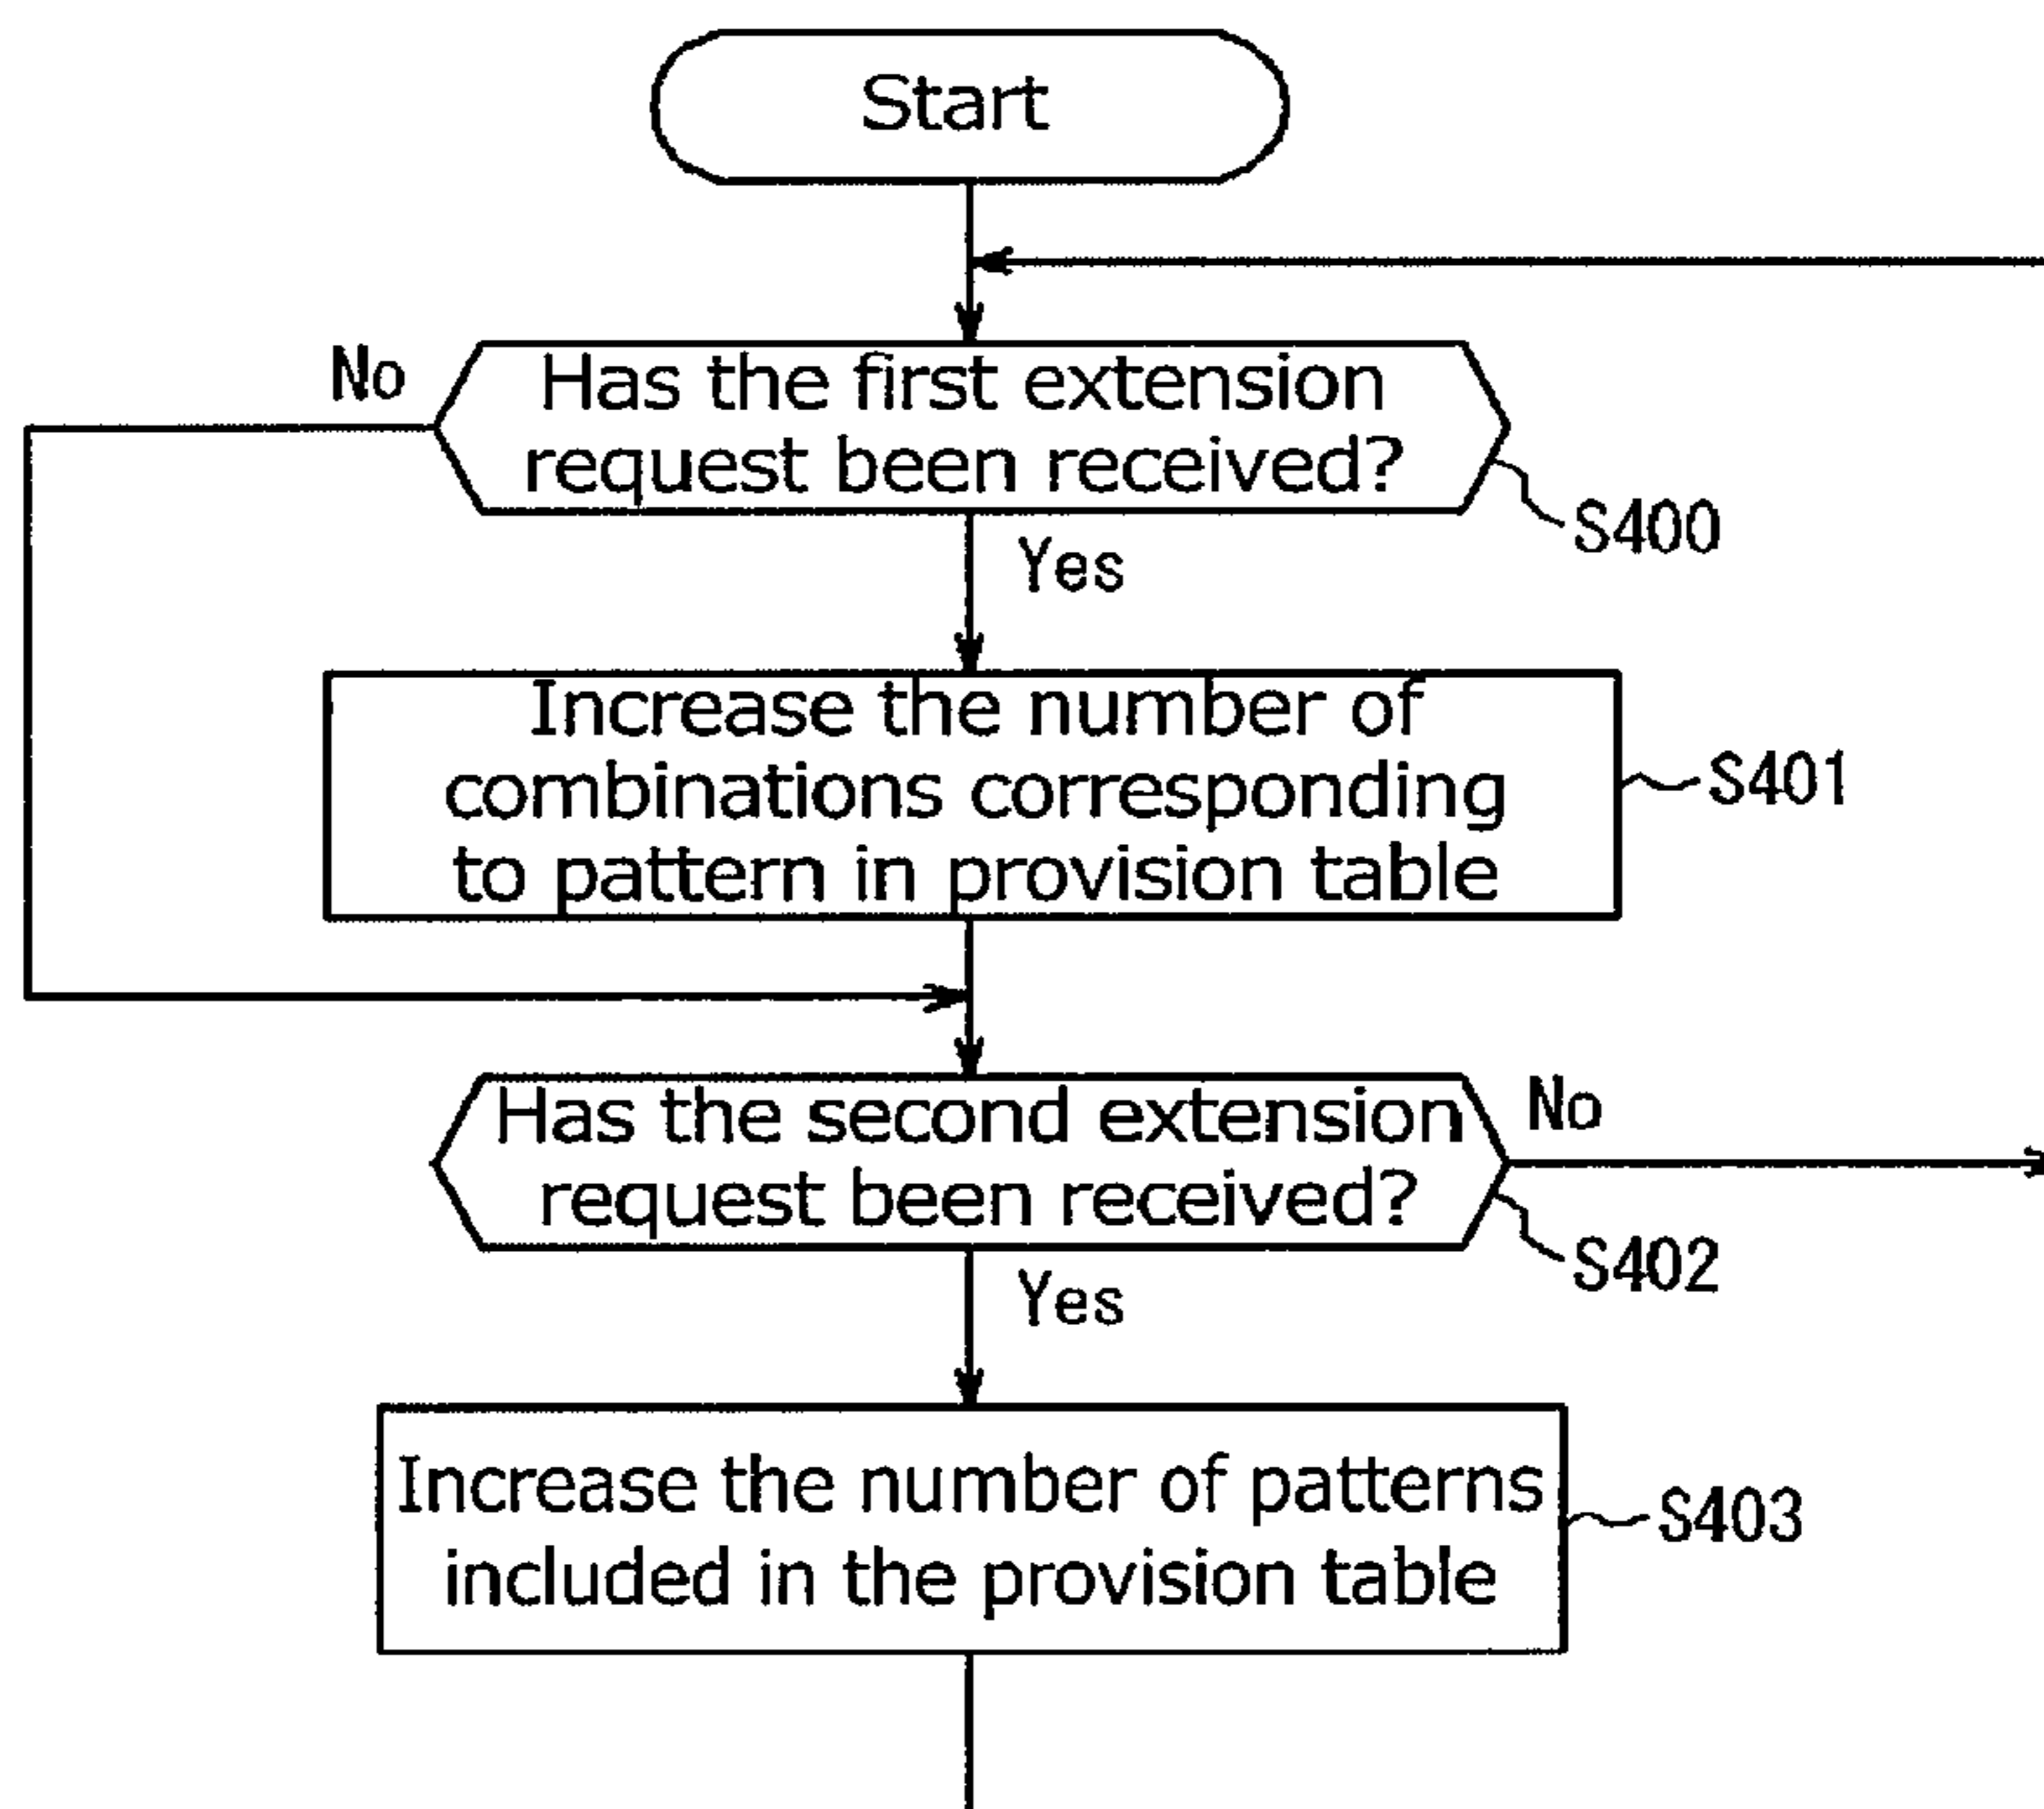 Start
No
Has the first extension
request been received?
S400
Yes
Increase the number of
combinations corresponding
to pattern in provision table
S401
Has the second extension
request been received?
No
S402
Yes
Increase the number of patterns
included in the provision table
S403